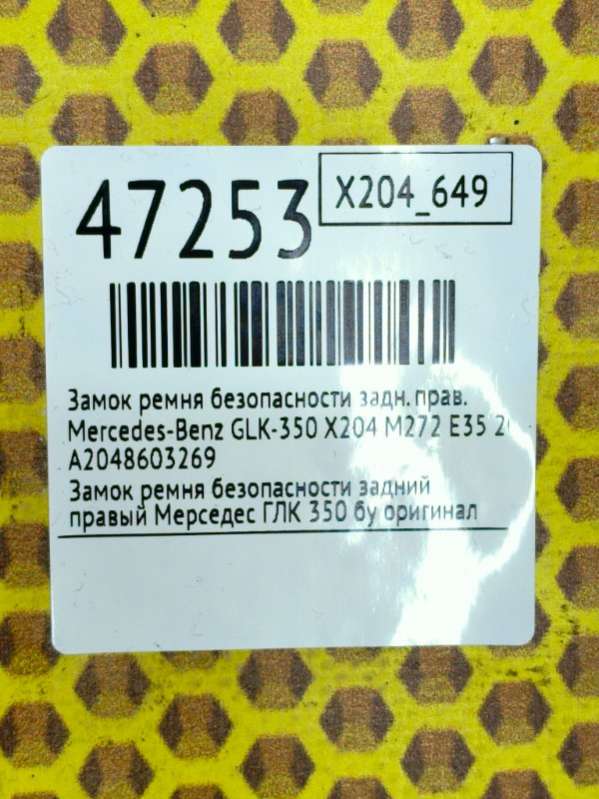 47253
X204_649
Замок ремня безопасности задн. прав.
Mercedes-Benz GLK-350 X204 M272 E35
A2048603269
Замок ремня безопасности задний
правый Мерседес ГЛК 350 бу оригинал